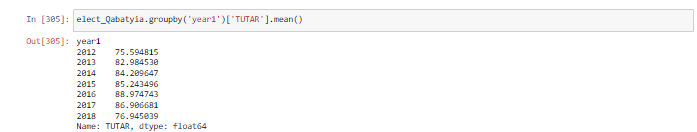 In [305]: elect_Qabatyia.groupby('year1')['TUTAR'].mean()
Out[305]: year1
2012    75.594815
2013    82.984530
2014    84.209647
2015    85.243496
2016    88.974743
2017    86.906681
2018    76.945039
Name: TUTAR, dtype: float64